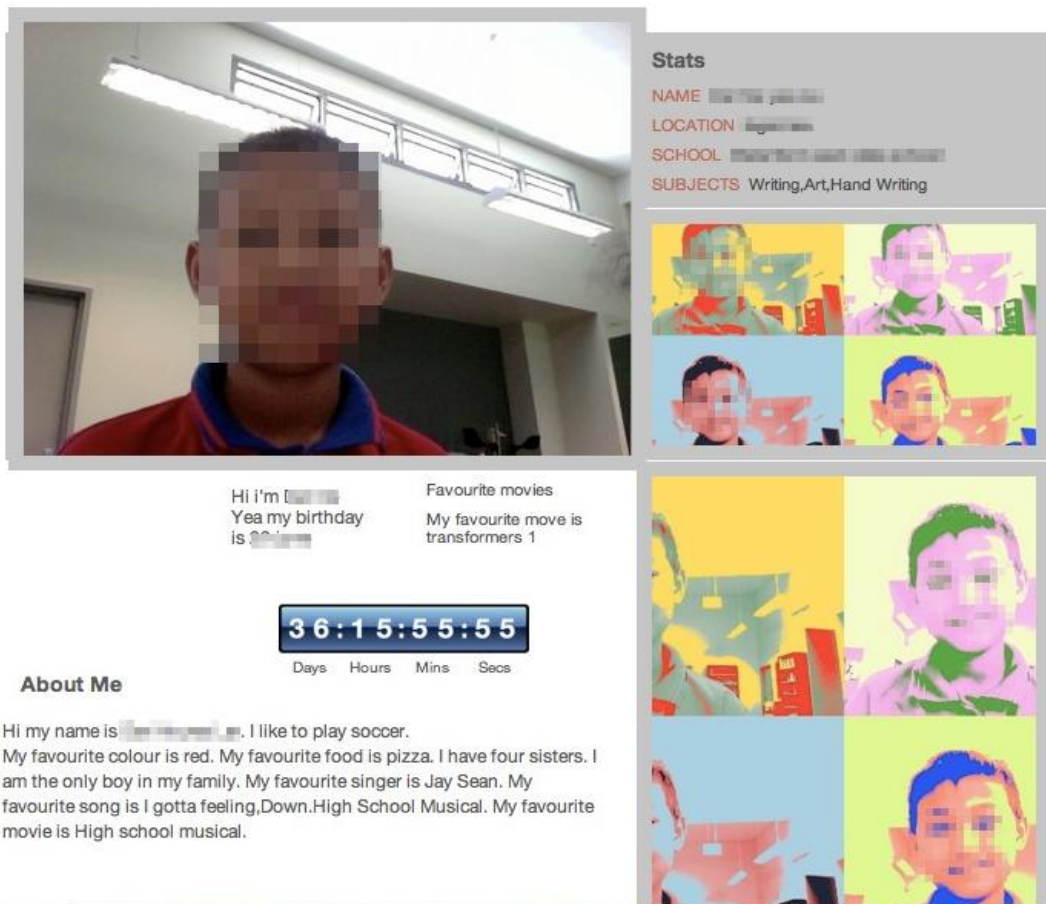 Stats
NAME
LOCATION
SCHOOL
SUBJECTS Writing,Art,Hand Writing
Hi i'm
Yea my birthday
is
Favourite movies
My favourite move is
transformers 1
36:15:55:55
Days Hours Mins Secs
About Me
Hi my name is . I like to play soccer.
My favourite colour is red. My favourite food is pizza. I have four sisters. I
am the only boy in my family. My favourite singer is Jay Sean. My
favourite song is I gotta feeling,Down.High School Musical. My favourite
movie is High school musical.